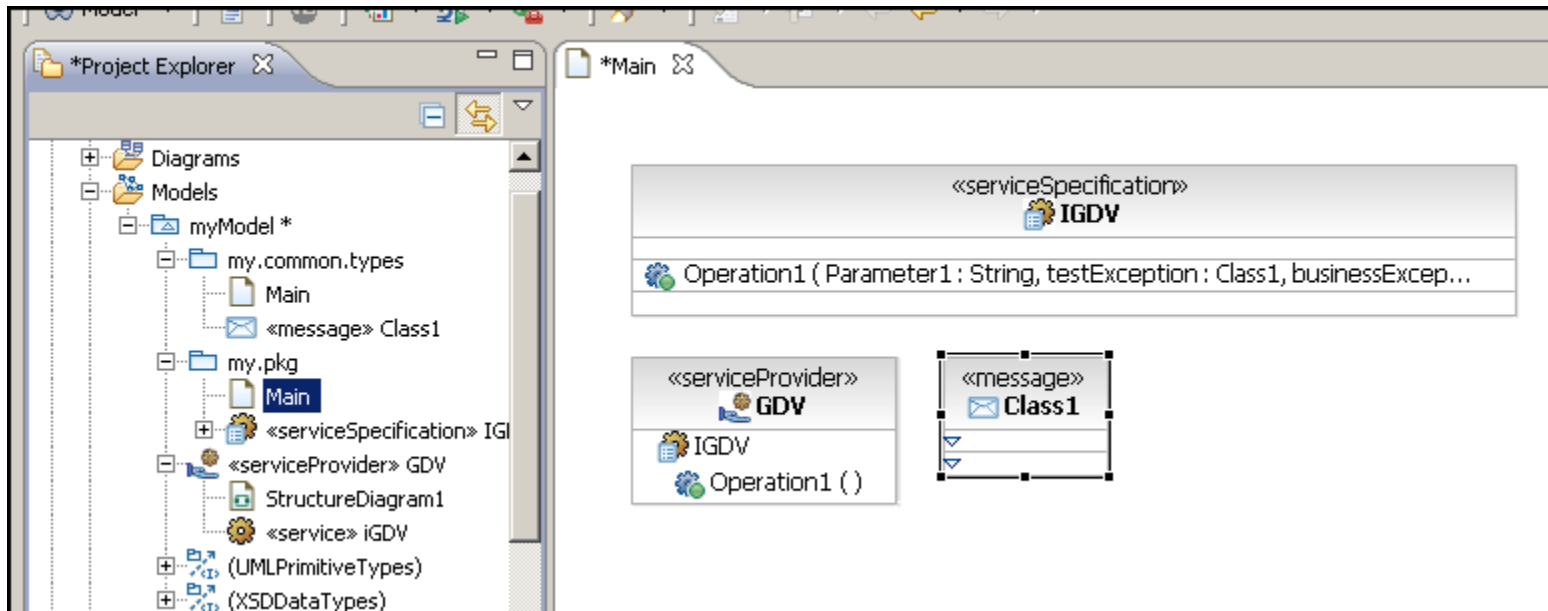 Model
*Project Explorer
Diagrams
Models
myModel *
my.common.types
Main
«message» Class1
my.pkg
Main
«serviceSpecification» IGI
«serviceProvider» GDV
StructureDiagram1
«service» iGDV
(UMLPrimitiveTypes)
(XSDDataTypes)
*Main
«serviceSpecification»
IGDV
Operation1 ( Parameter1 : String, testException : Class1, businessExcep...
«serviceProvider»
GDV
IGDV
Operation1 ( )
«message»
Class1